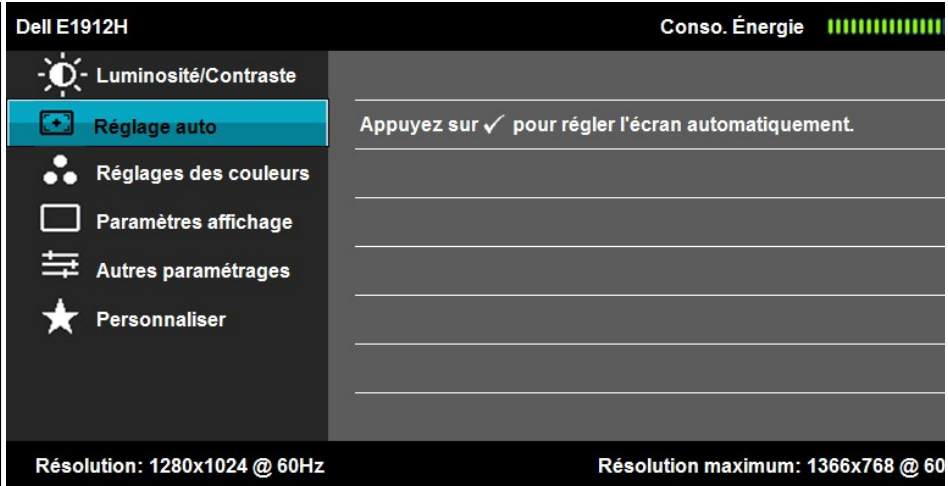 Dell E1912H Conso. Énergie
Luminosité/Contraste
Réglage auto Appuyez sur ✓ pour régler l'écran automatiquement.
Réglages des couleurs
Paramètres affichage
Autres paramétrages
Personnaliser
Résolution: 1280x1024 @ 60Hz Résolution maximum: 1366x768 @ 60